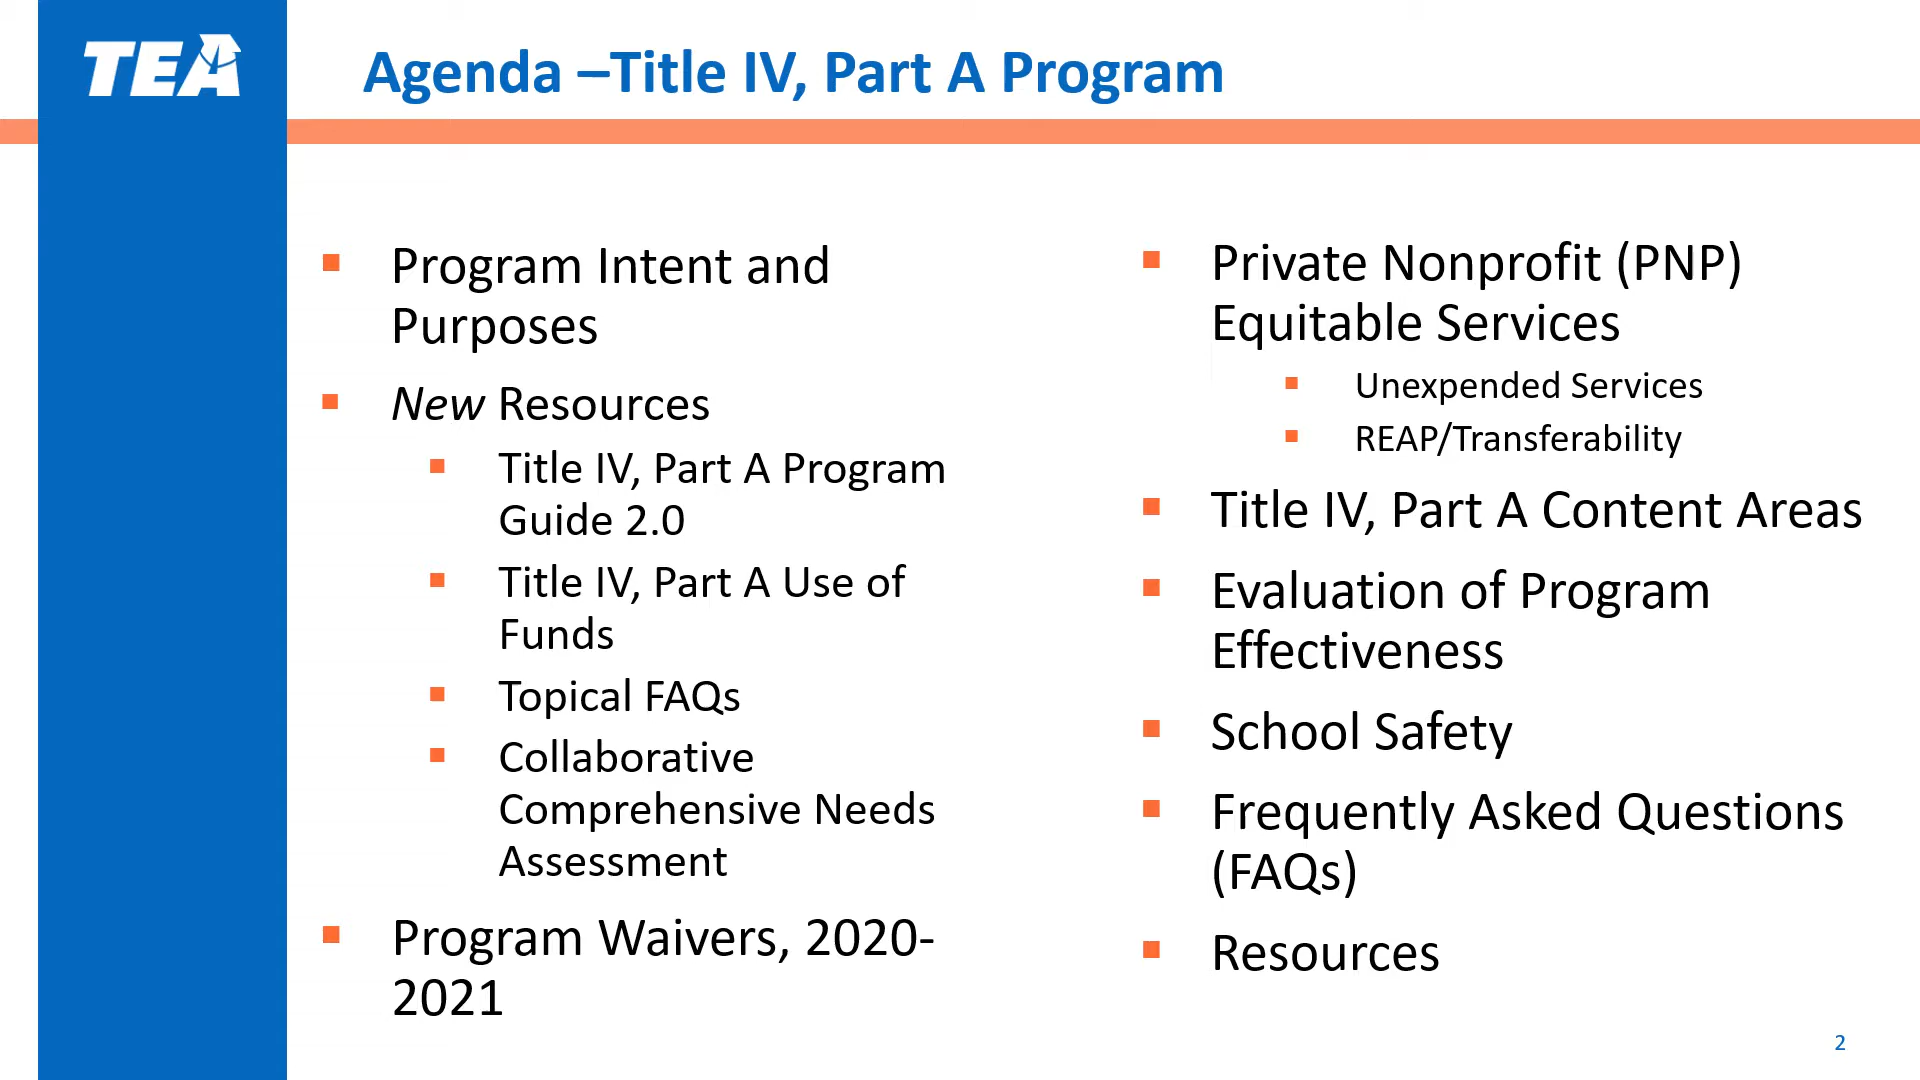 TEA
Agenda –Title IV, Part A Program
Program Intent and
Purposes
New Resources
Title IV, Part A Program
Guide 2.0
Title IV, Part A Use of
Funds
Topical FAQs
Collaborative
Comprehensive Needs
Assessment
Program Waivers, 2020-
2021
Private Nonprofit (PNP)
Equitable Services
Unexpended Services
REAP/Transferability
Title IV, Part A Content Areas
Evaluation of Program
Effectiveness
School Safety
Frequently Asked Questions
(FAQs)
Resources
2